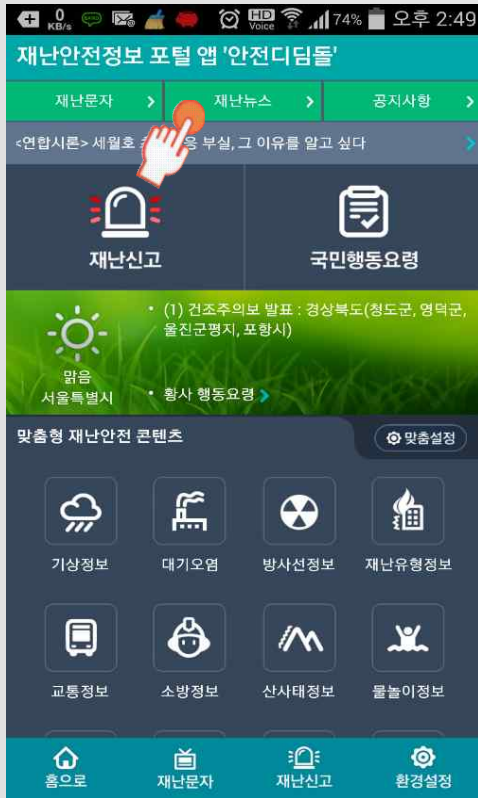 0 KB/s HD Voice 74% 오후 2:49
재난안전정보 포털 앱 '안전디딤돌'
재난문자 > 재난뉴스 > 공지사항 >
<연합시론> 세월호 부실, 그 이유를 알고 싶다 >
재난신고 국민행동요령
• (1) 건조주의보 발표 : 경상북도(청도군, 영덕군,
울진군평지, 포항시)
맑음
서울특별시
• 황사 행동요령 >
맞춤형 재난안전 콘텐츠 맞춤설정
기상정보 대기오염 방사선정보 재난유형정보
교통정보 소방정보 산사태정보 물놀이정보
홈으로 재난문자 재난신고 환경설정